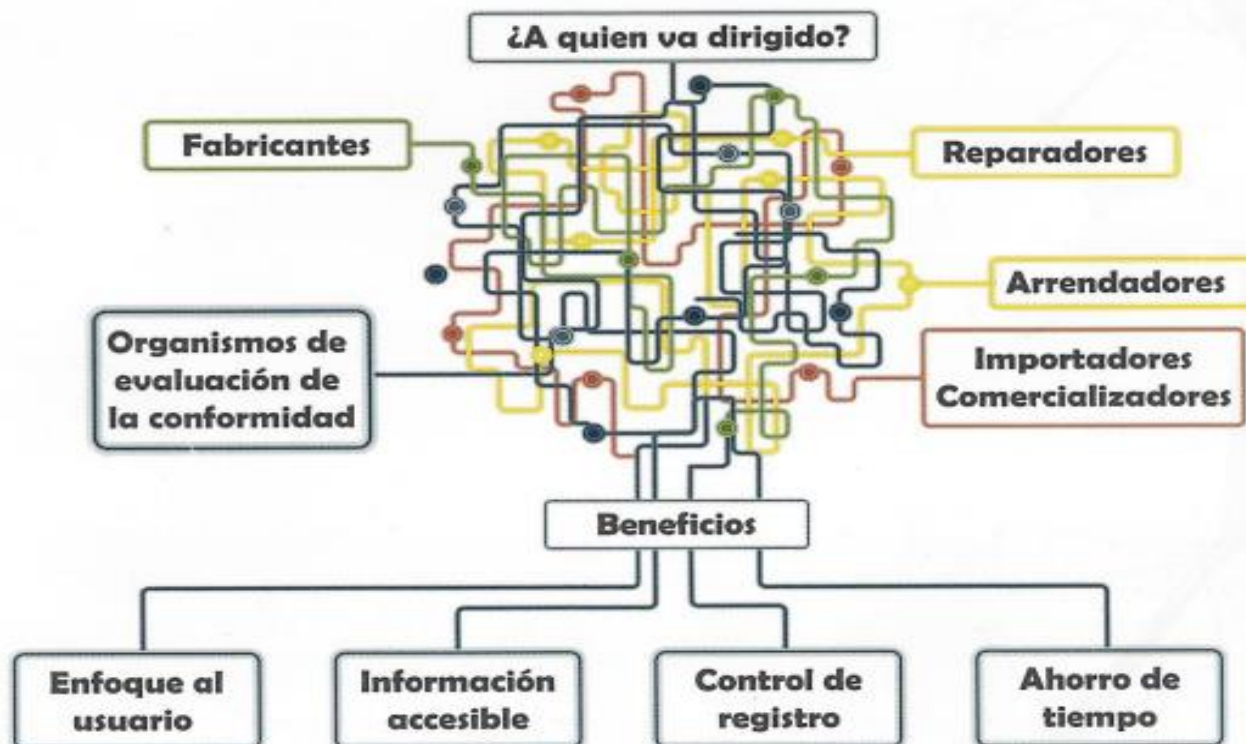 ¿A quien va dirigido?
Fabricantes
Reparadores
Arrendadores
Organismos de
evaluación de
la conformidad
Importadores
Comercializadores
Beneficios
Enfoque al
usuario
Información
accesible
Control de
registro
Ahorro de
tiempo